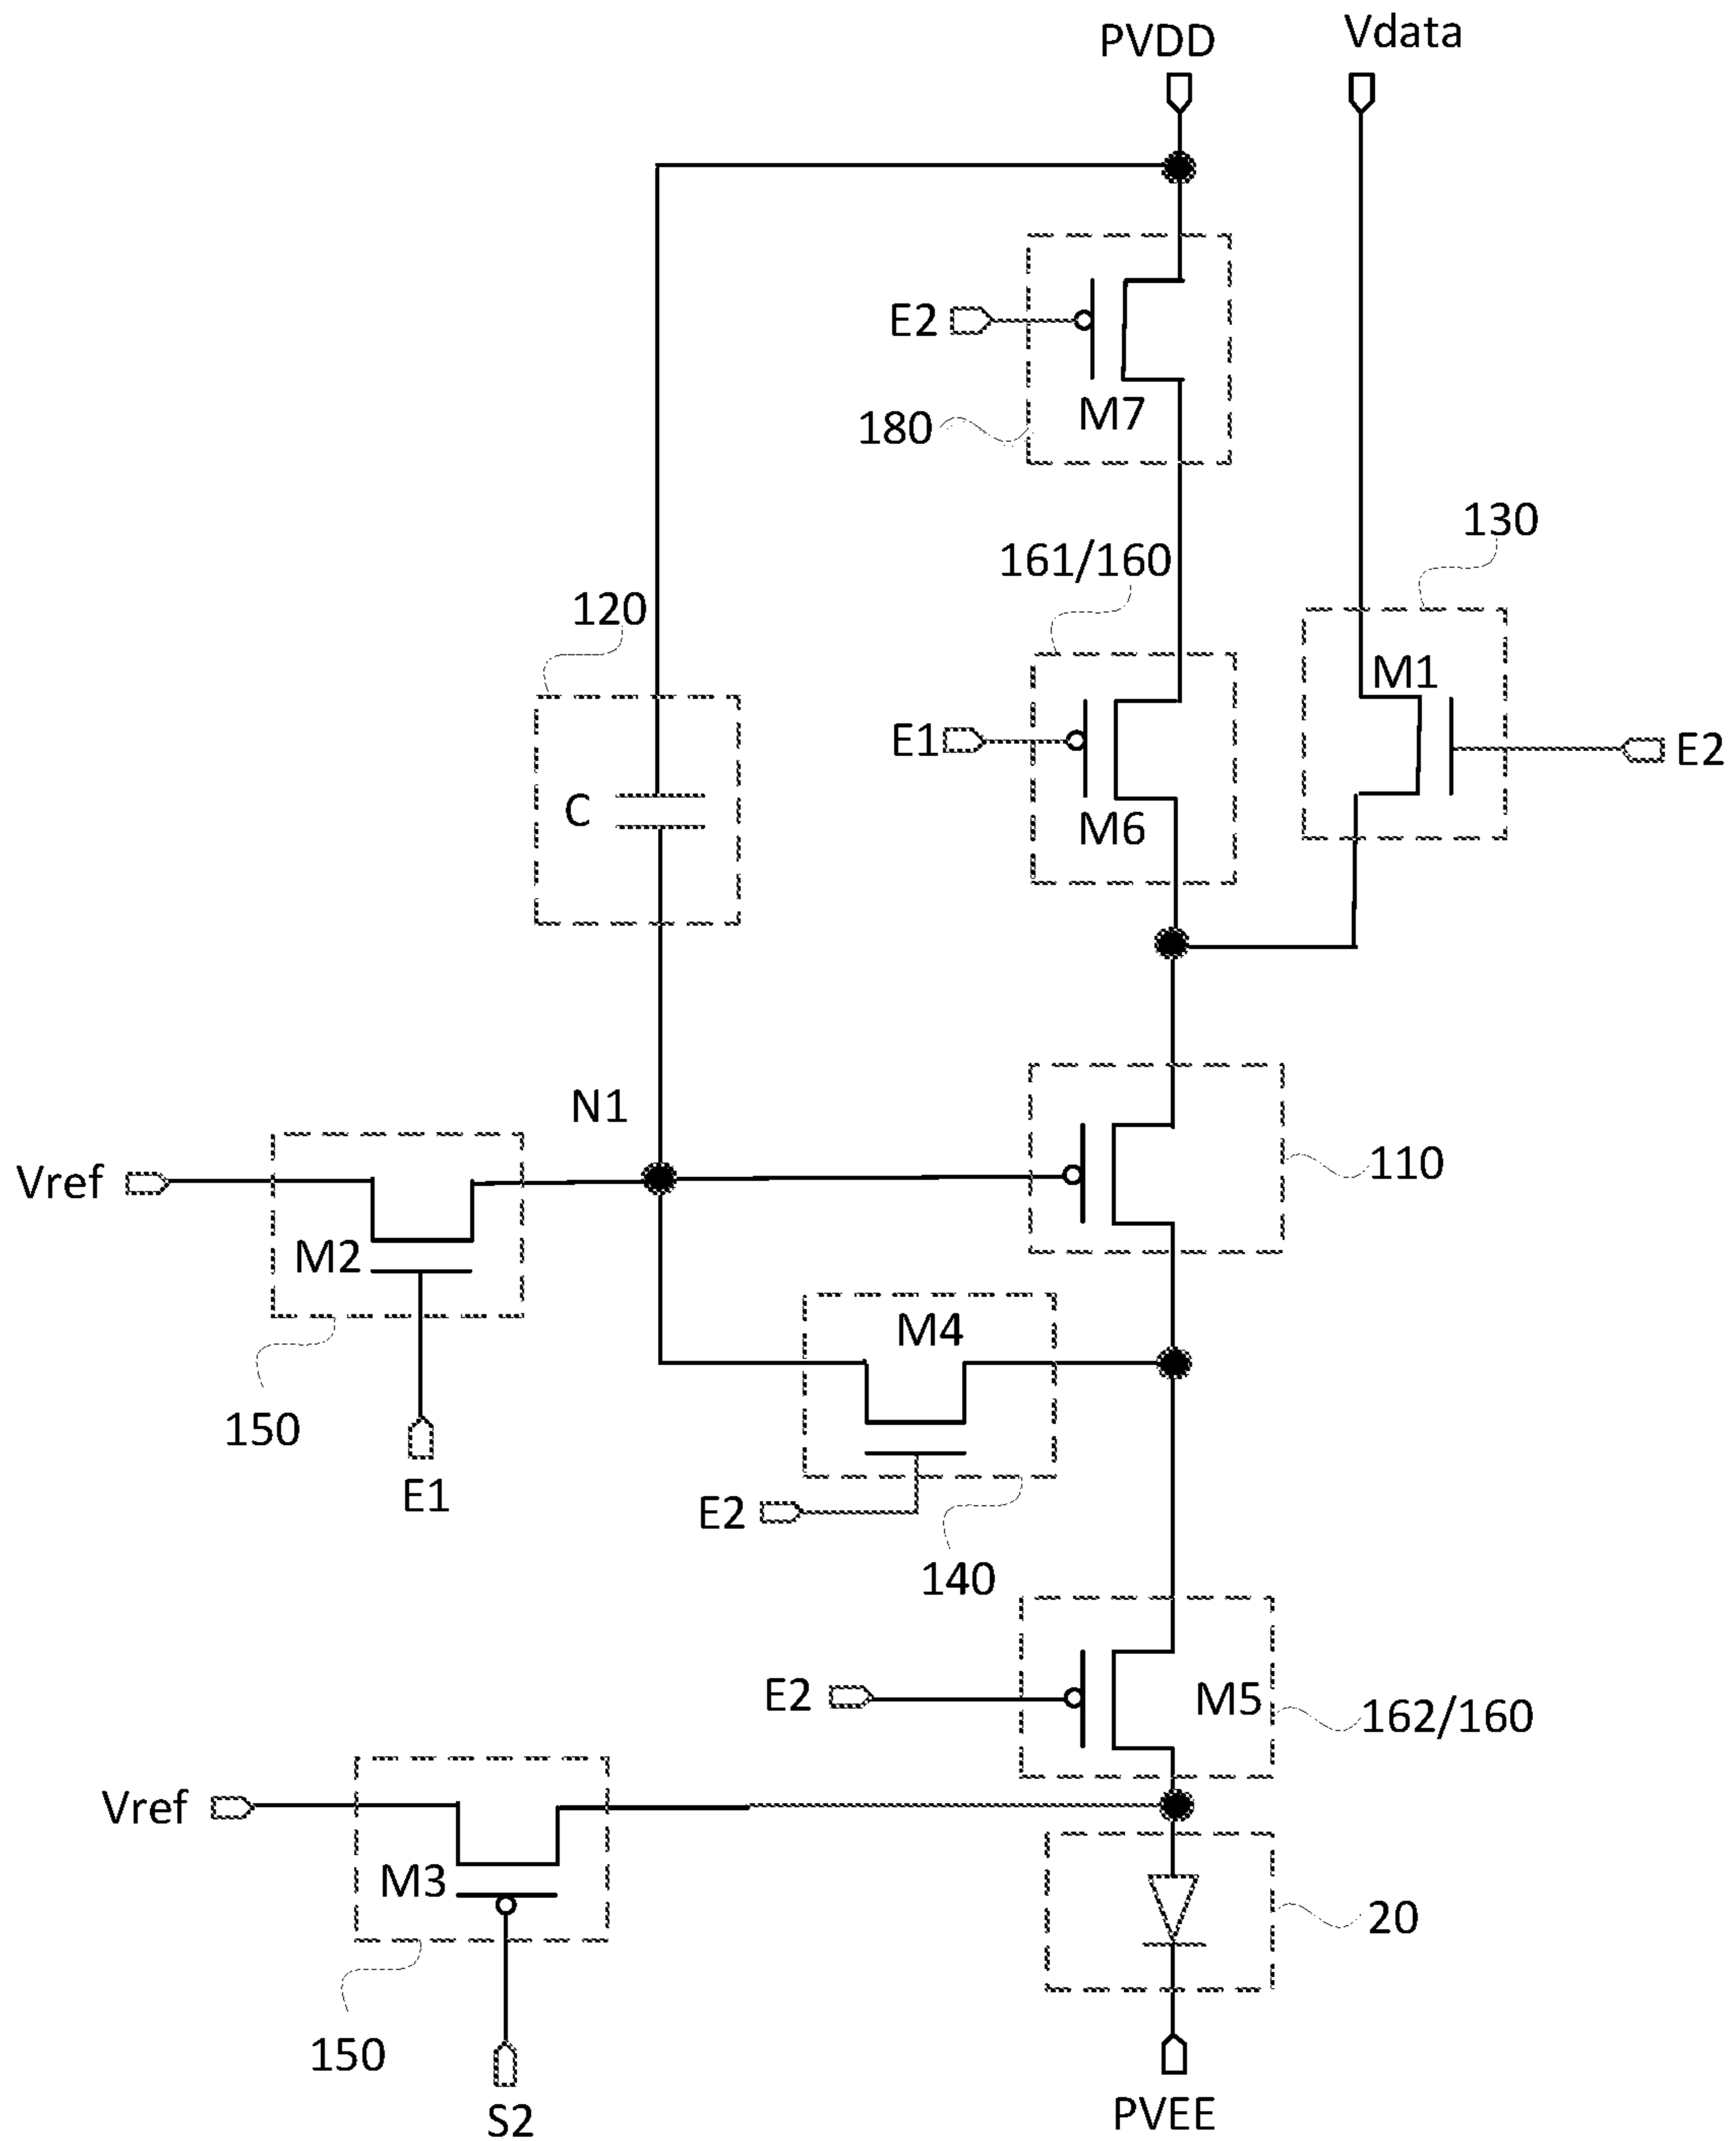 PVDD
Vdata
E2
M7
180
130
161/160
120
M1
E1
E2
C
M6
N1
110
Vref
M2
M4
150
E1
E2
140
E2
M5
162/160
Vref
M3
20
150
S2
PVEE